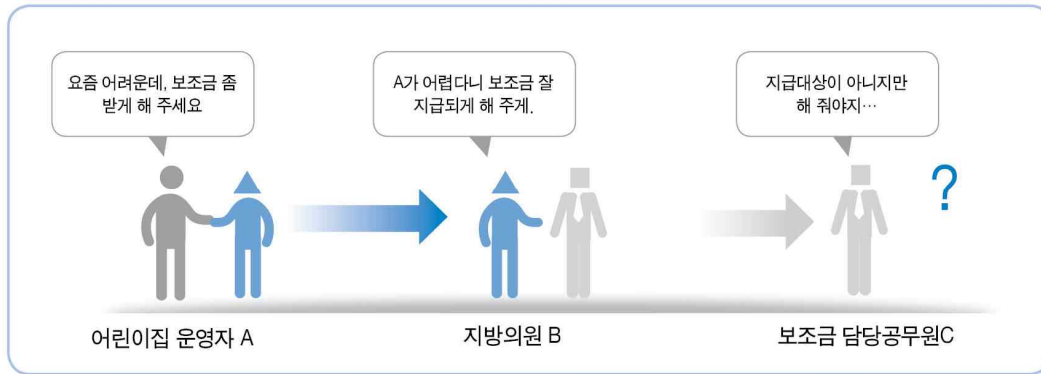 요즘 어려운데, 보조금 좀
받게 해 주세요
A가 어렵다니 보조금 잘
지급되게 해 주게.
지급대상이 아니지만
해 줘야지…
?
어린이집 운영자 A
지방의원 B
보조금 담당공무원C